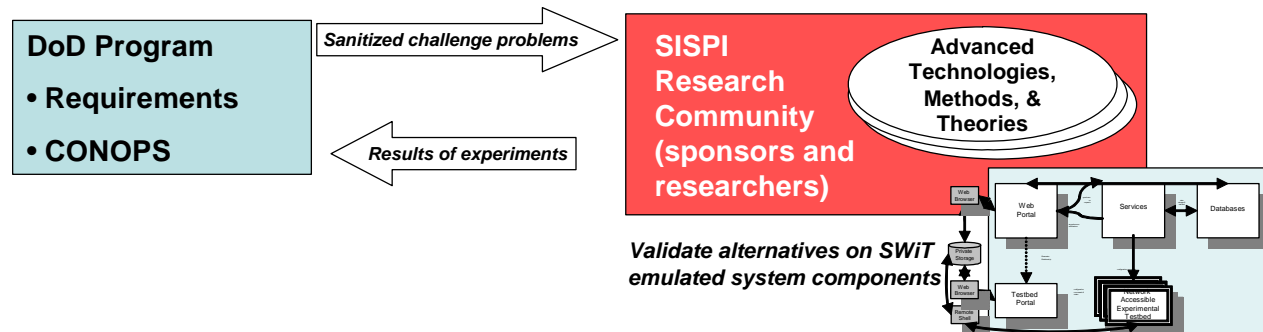 DoD Program
• Requirements
• CONOPS
Sanitized challenge problems
Results of experiments
SISPI
Research
Community
(sponsors and
researchers)
Advanced
Technologies,
Methods, &
Theories
Validate alternatives on SWiT
emulated system components
Web
Browser
Private
Storage
Web
Browser
Remote
Shell
Web
Portal
Services
Databases
Testbed
Portal
Network
Accessible
Experimental
Testbed